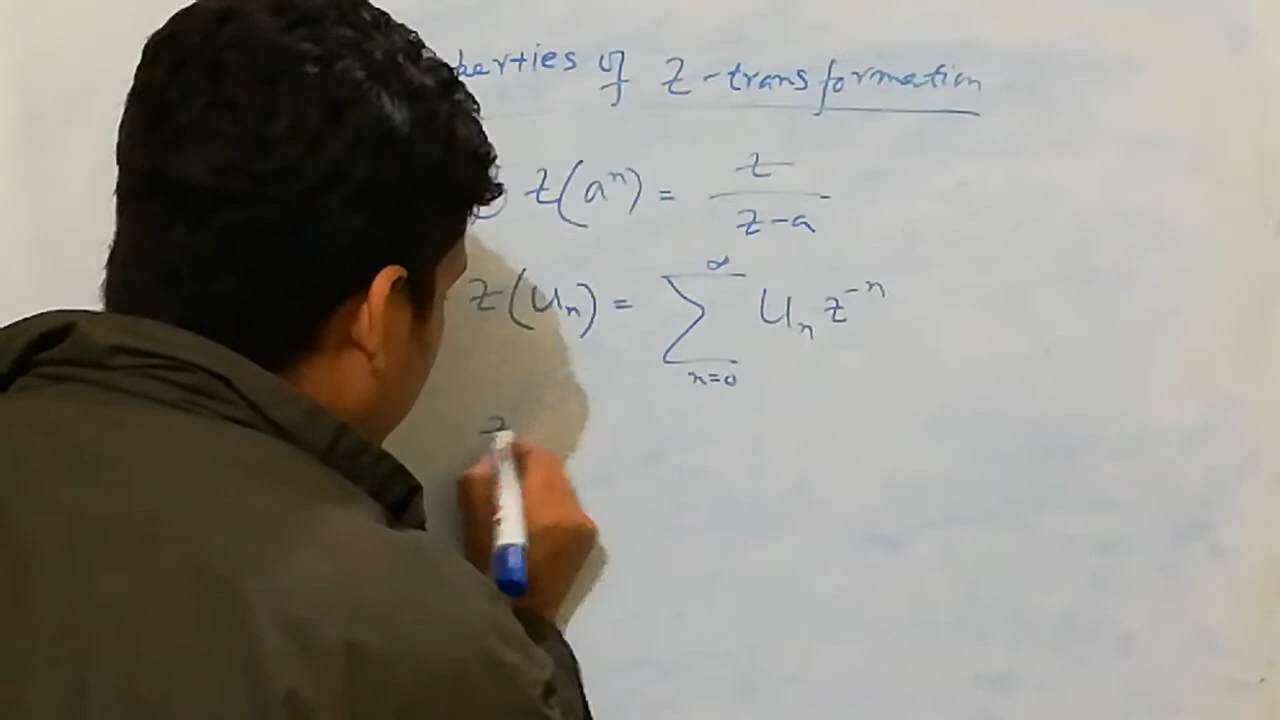 perties of Z-transformation
Z(aⁿ) = z/(z-a)
Z(Uₙ) = ∑_{n=0}^{∞} Uₙ z⁻ⁿ